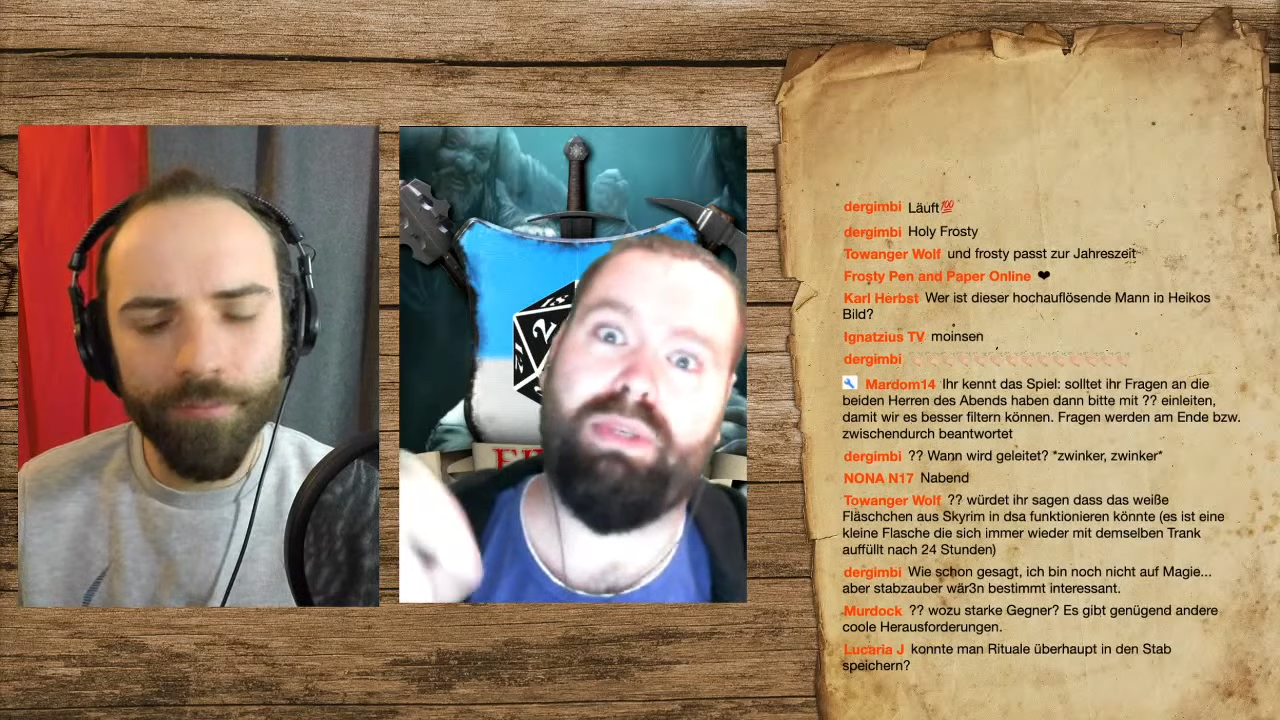 dergimbi Läuft💯
dergimbi Holy Frosty
Towanger Wolf und frosty passt zur Jahreszeit
Frosty Pen and Paper Online ❤
Karl Herbst Wer ist dieser hochauflösende Mann in Heikos
Bild?
Ignatzius TV moinsen
dergimbi
Mardom14 Ihr kennt das Spiel: solltet ihr Fragen an die
beiden Herren des Abends haben dann bitte mit ?? einleiten,
damit wir es besser filtern können. Fragen werden am Ende bzw.
zwischendurch beantwortet
dergimbi ?? Wann wird geleitet? *zwinker, zwinker*
NONA N17 Nabend
Towanger Wolf ?? würdet ihr sagen dass das weiße
Fläschchen aus Skyrim in dsa funktionieren könnte (es ist eine
kleine Flasche die sich immer wieder mit demselben Trank
auffüllt nach 24 Stunden)
dergimbi Wie schon gesagt, ich bin noch nicht auf Magie...
aber stabzauber wär3n bestimmt interessant.
Murdock ?? wozu starke Gegner? Es gibt genügend andere
coole Herausforderungen.
Lucaria J konnte man Rituale überhaupt in den Stab
speichern?